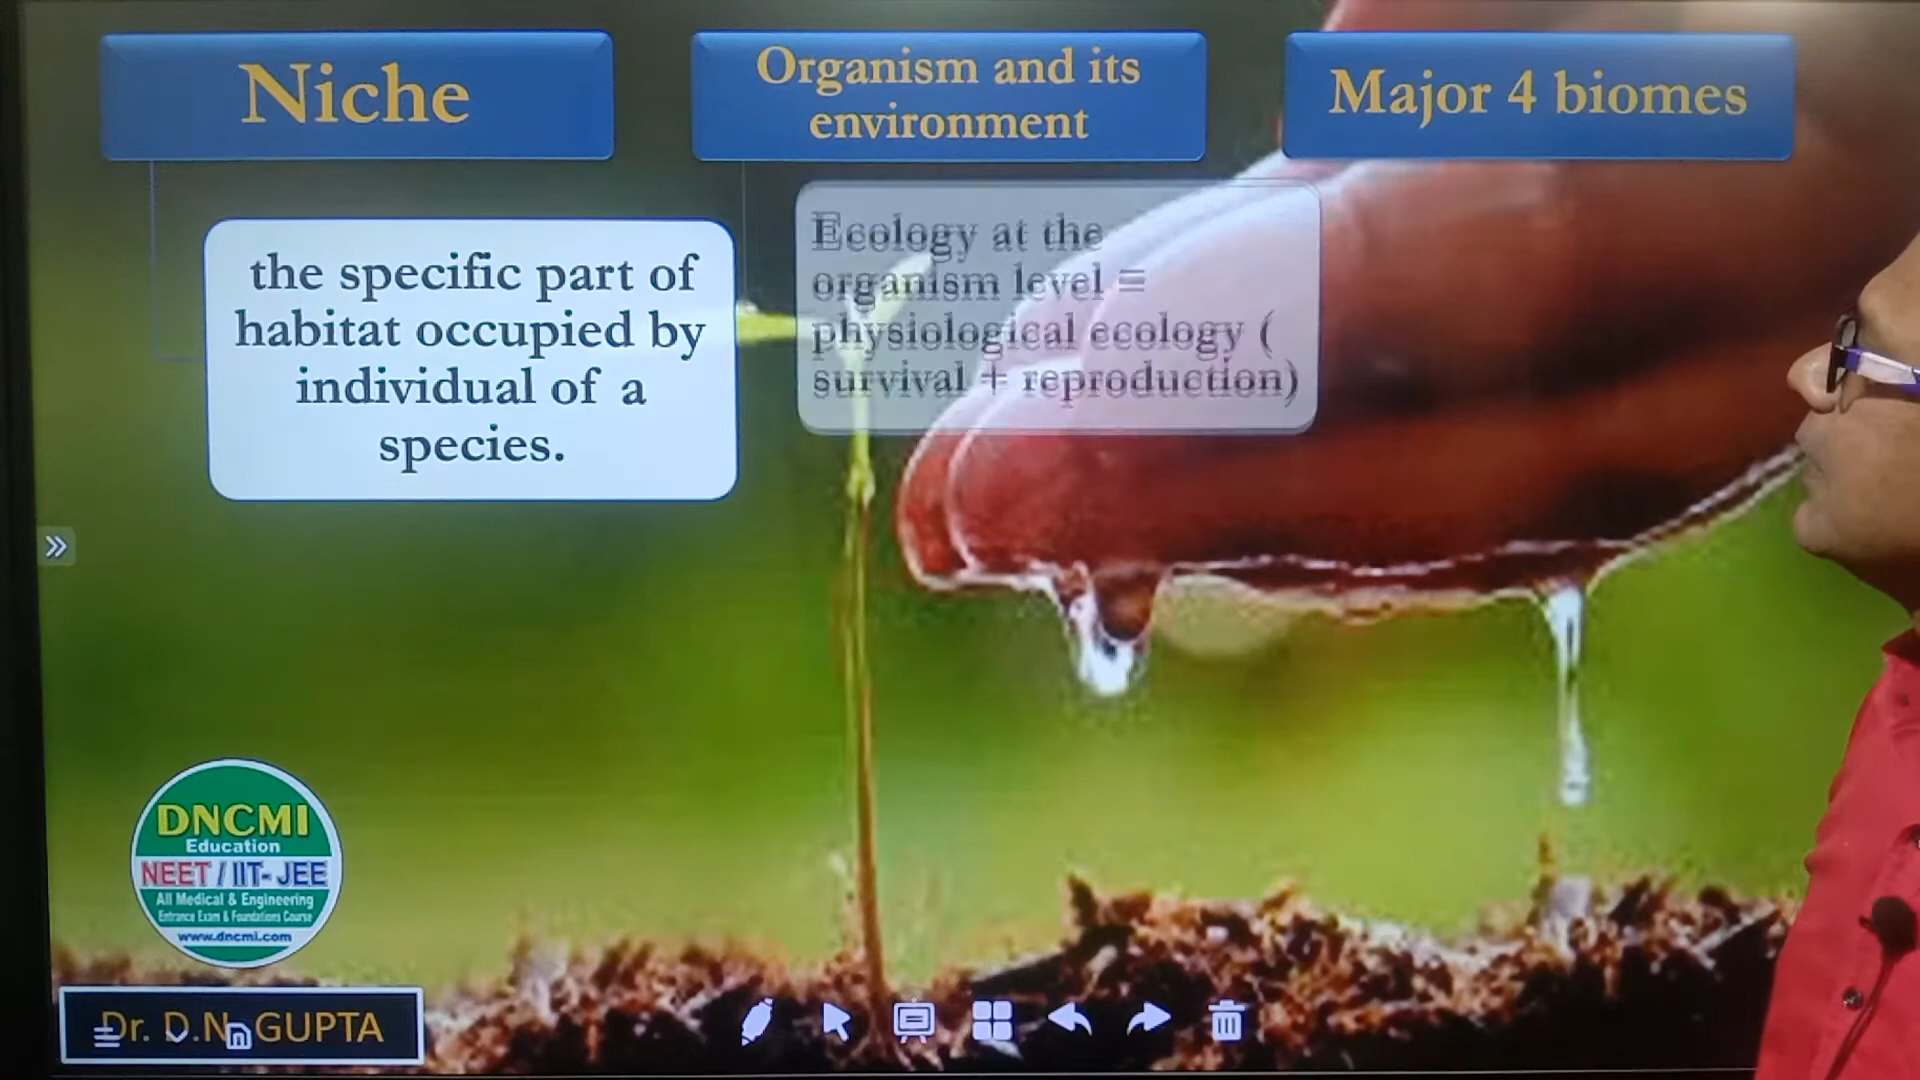 Niche
Organism and its
environment
Major 4 biomes
the specific part of
habitat occupied by
individual of a
species.
Ecology at the
organism level =
physiological ecology (
survival + reproduction)
DNCMI
Education
NEET / IIT-JEE
All Medical & Engineering
Entrance Exam & Foundations Course
www.dncmi.com
Dr. D.N. GUPTA